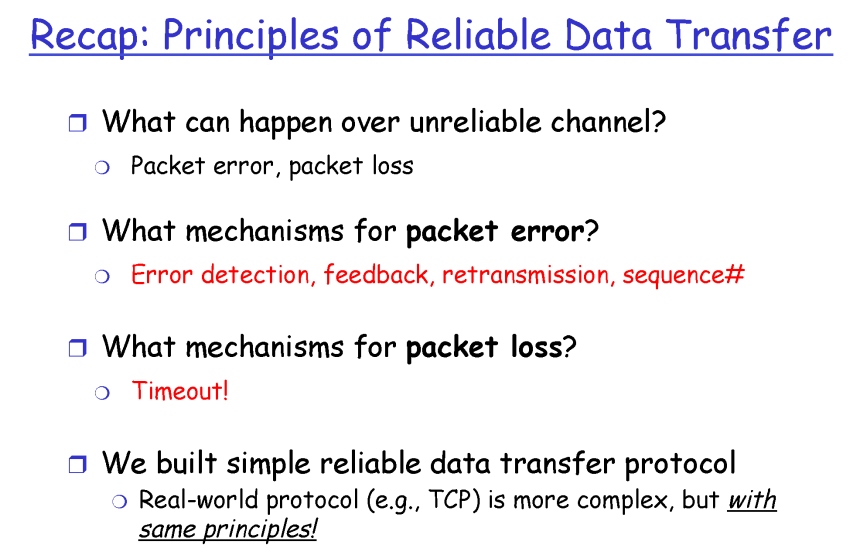 Recap: Principles of Reliable Data Transfer
What can happen over unreliable channel?
Packet error, packet loss
What mechanisms for packet error?
Error detection, feedback, retransmission, sequence#
What mechanisms for packet loss?
Timeout!
We built simple reliable data transfer protocol
Real-world protocol (e.g., TCP) is more complex, but with
same principles!